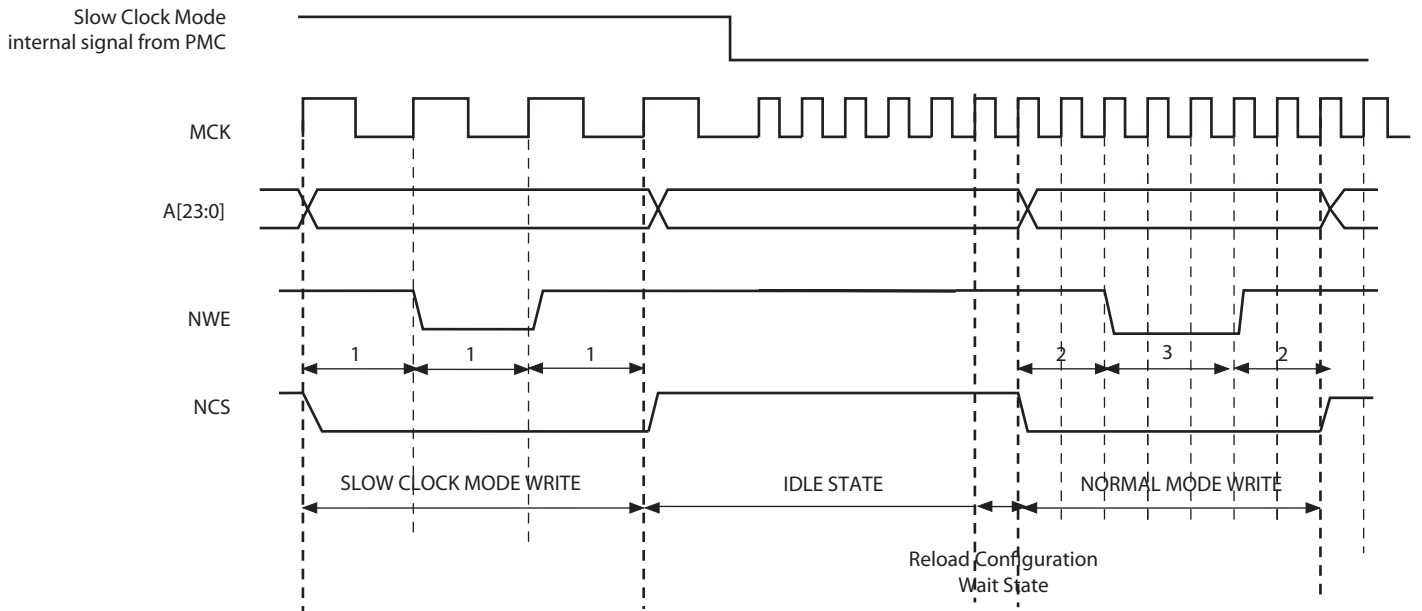 Slow Clock Mode
internal signal from PMC
MCK
A[23:0]
NWE
1 1 1 2 3 2
NCS
SLOW CLOCK MODE WRITE IDLE STATE NORMAL MODE WRITE
Reload Configuration
Wait State